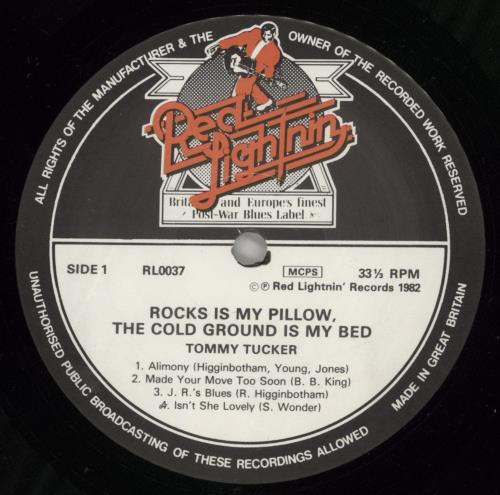 ALL RIGHTS OF THE MANUFACTURER & THE OWNER OF THE RECORDED WORK RESERVED
Red
Lightnin'
Brita and Europe's finest
Post-War Blues Label
SIDE 1 RL0037 MCPS 33⅓ RPM
©℗ Red Lightnin' Records 1982
ROCKS IS MY PILLOW,
THE COLD GROUND IS MY BED
TOMMY TUCKER
1. Alimony (Higginbotham, Young, Jones)
2. Made Your Move Too Soon (B. B. King)
3. J. R.'s Blues (R. Higginbotham)
4. Isn't She Lovely (S. Wonder)
UNAUTHORISED PUBLIC BROADCASTING OF THESE RECORDINGS ALLOWED
MADE IN GREAT BRITAIN